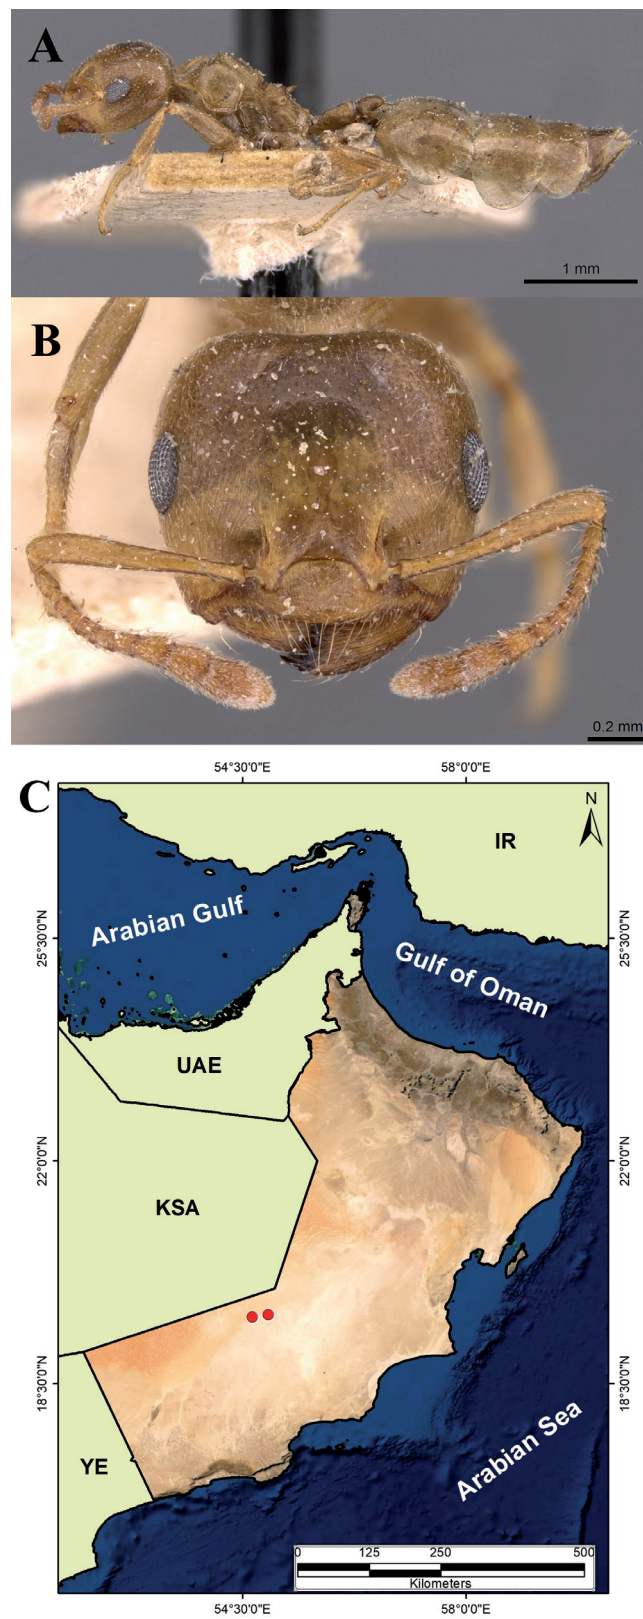 A
1 mm
B
0.2 mm
C
54°30'0"E
58°0'0"E
N
IR
Arabian Gulf
25°30'0"N
25°30'0"N
Gulf of Oman
UAE
22°0'0"N
22°0'0"N
KSA
18°30'0"N
18°30'0"N
YE
Arabian Sea
0 125 250 500
Kilometers
54°30'0"E
58°0'0"E